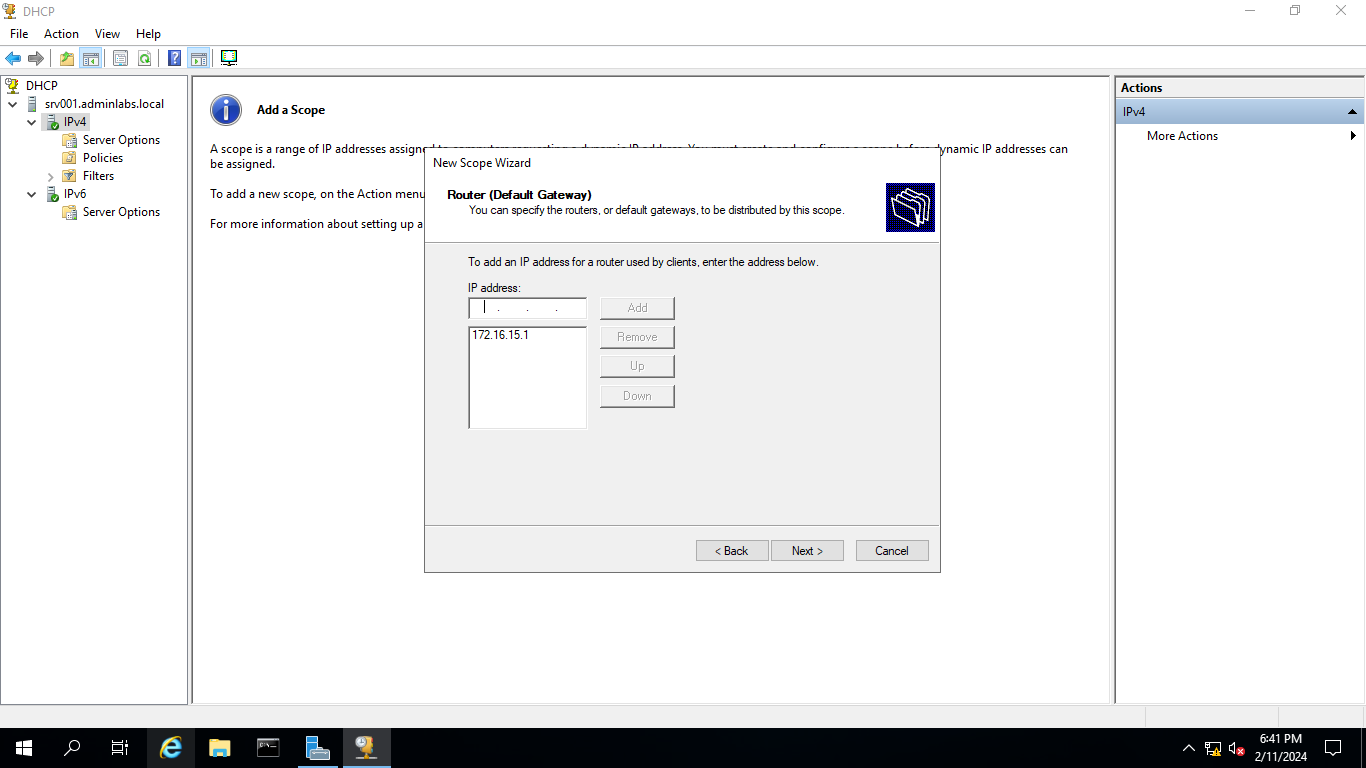 DHCP
File Action View Help
DHCP
srv001.adminlabs.local
IPv4
Server Options
Policies
Filters
IPv6
Server Options
Add a Scope
A scope is a range of IP addresses assigned
dynamic IP addresses can
be assigned.
To add a new scope, on the Action menu
For more information about setting up a
New Scope Wizard
Router (Default Gateway)
You can specify the routers, or default gateways, to be distributed by this scope.
To add an IP address for a router used by clients, enter the address below.
IP address:
. . .
Add
172.16.15.1
Remove
Up
Down
< Back
Next >
Cancel
Actions
IPv4
More Actions
6:41 PM
2/11/2024